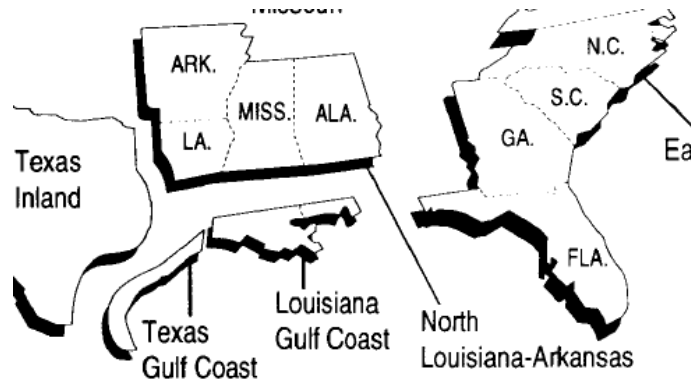 ARK.
MISS.
ALA.
LA.
N.C.
S.C.
GA.
FLA.
Texas
Inland
Texas
Gulf Coast
Louisiana
Gulf Coast
North
Louisiana-Arkansas